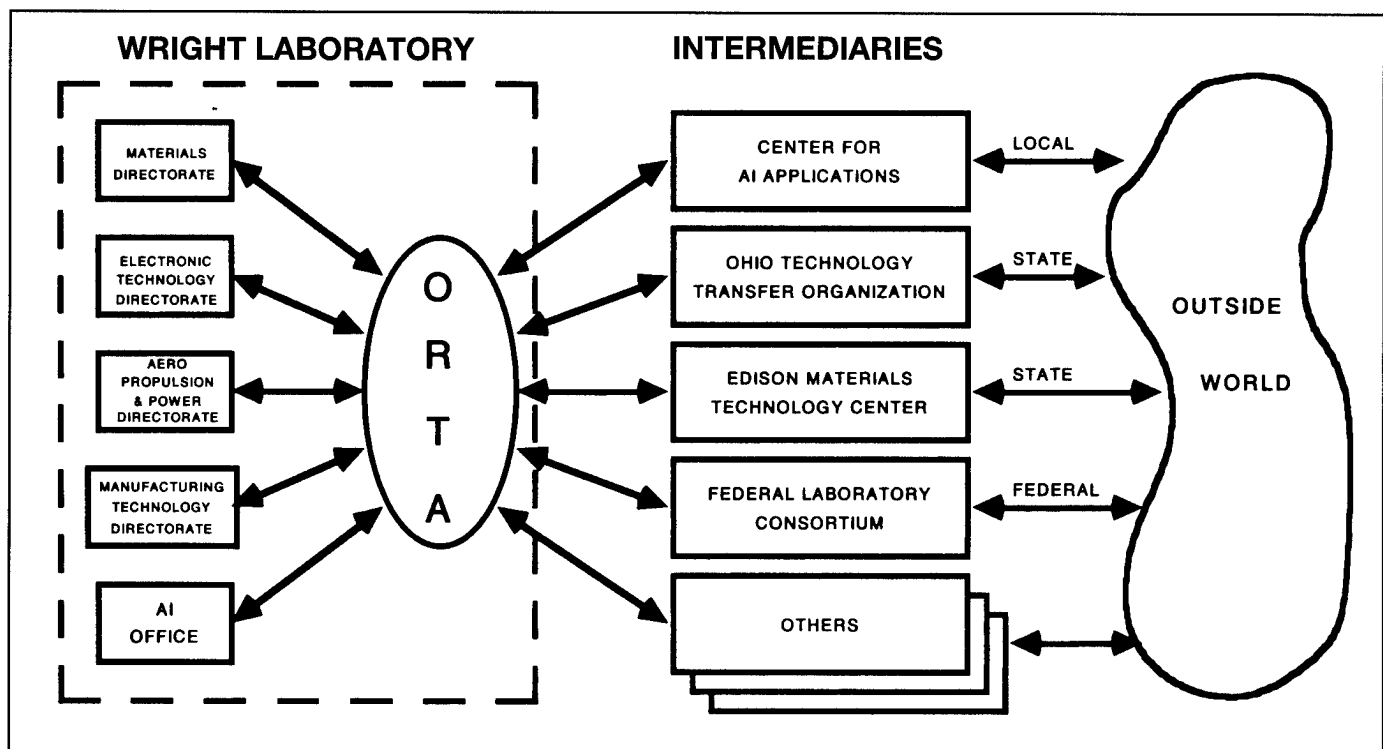 WRIGHT LABORATORY
INTERMEDIARIES
MATERIALS
DIRECTORATE
ELECTRONIC
TECHNOLOGY
DIRECTORATE
AERO
PROPULSION
& POWER
DIRECTORATE
MANUFACTURING
TECHNOLOGY
DIRECTORATE
AI
OFFICE
O
R
T
A
CENTER FOR
AI APPLICATIONS
OHIO TECHNOLOGY
TRANSFER ORGANIZATION
EDISON MATERIALS
TECHNOLOGY CENTER
FEDERAL LABORATORY
CONSORTIUM
OTHERS
LOCAL
STATE
STATE
FEDERAL
OUTSIDE
WORLD